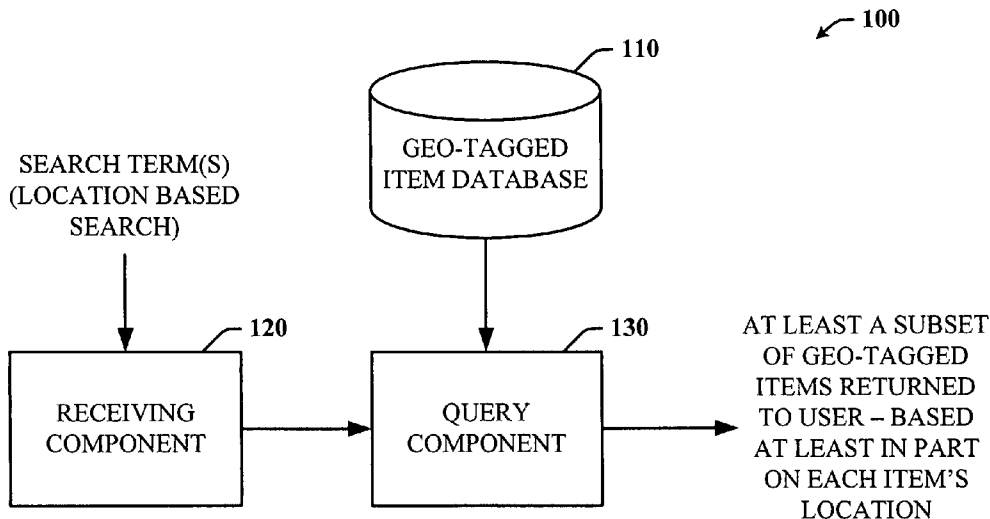 100
110
GEO-TAGGED
ITEM DATABASE
SEARCH TERM(S)
(LOCATION BASED
SEARCH)
120
RECEIVING
COMPONENT
130
QUERY
COMPONENT
AT LEAST A SUBSET
OF GEO-TAGGED
ITEMS RETURNED
TO USER – BASED
AT LEAST IN PART
ON EACH ITEM'S
LOCATION